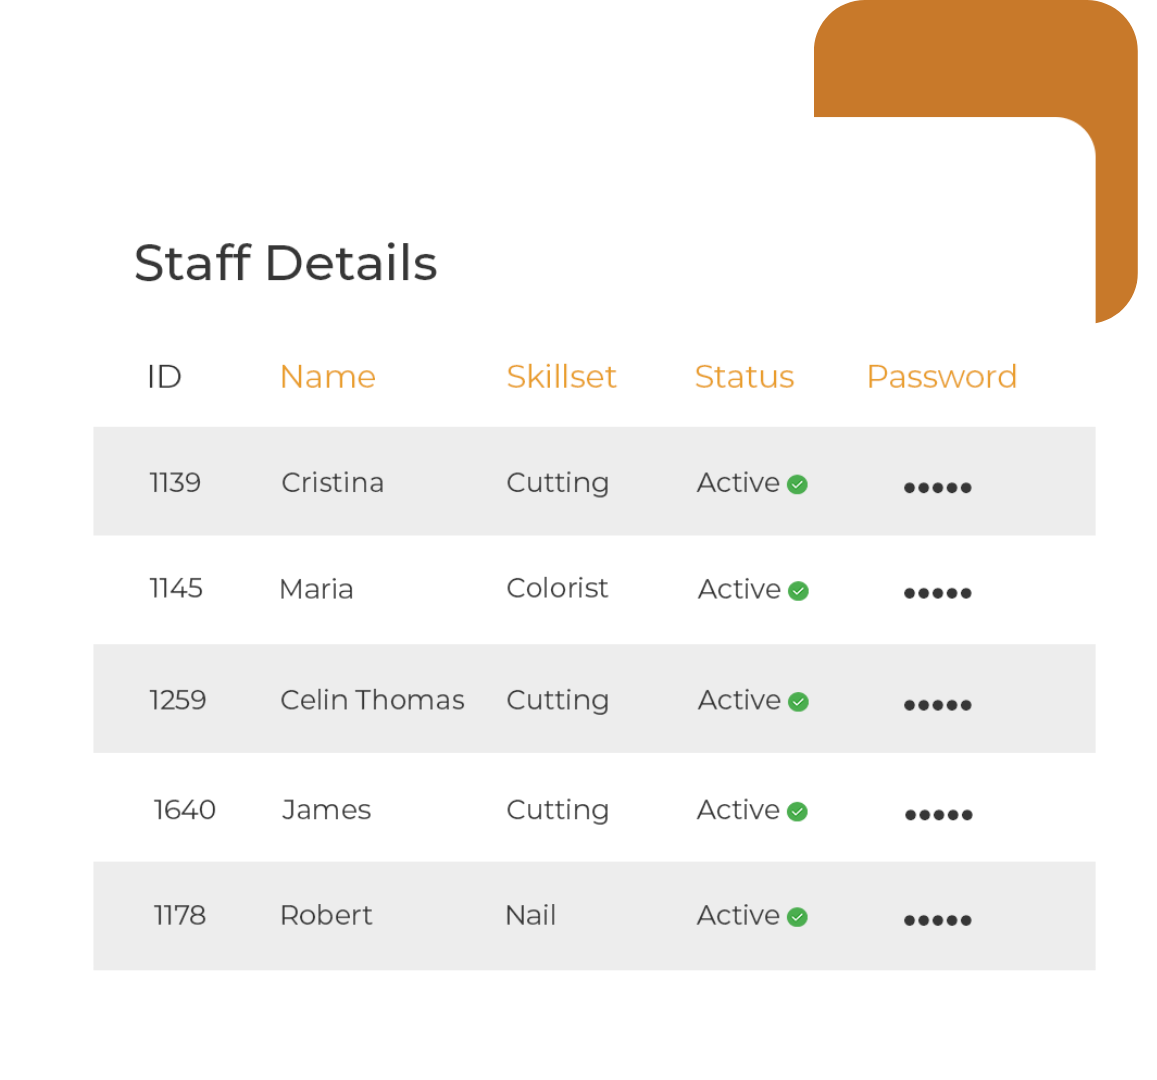 Staff Details
ID Name Skillset Status Password
1139 Cristina Cutting Active •••••
1145 Maria Colorist Active •••••
1259 Celin Thomas Cutting Active •••••
1640 James Cutting Active •••••
1178 Robert Nail Active •••••